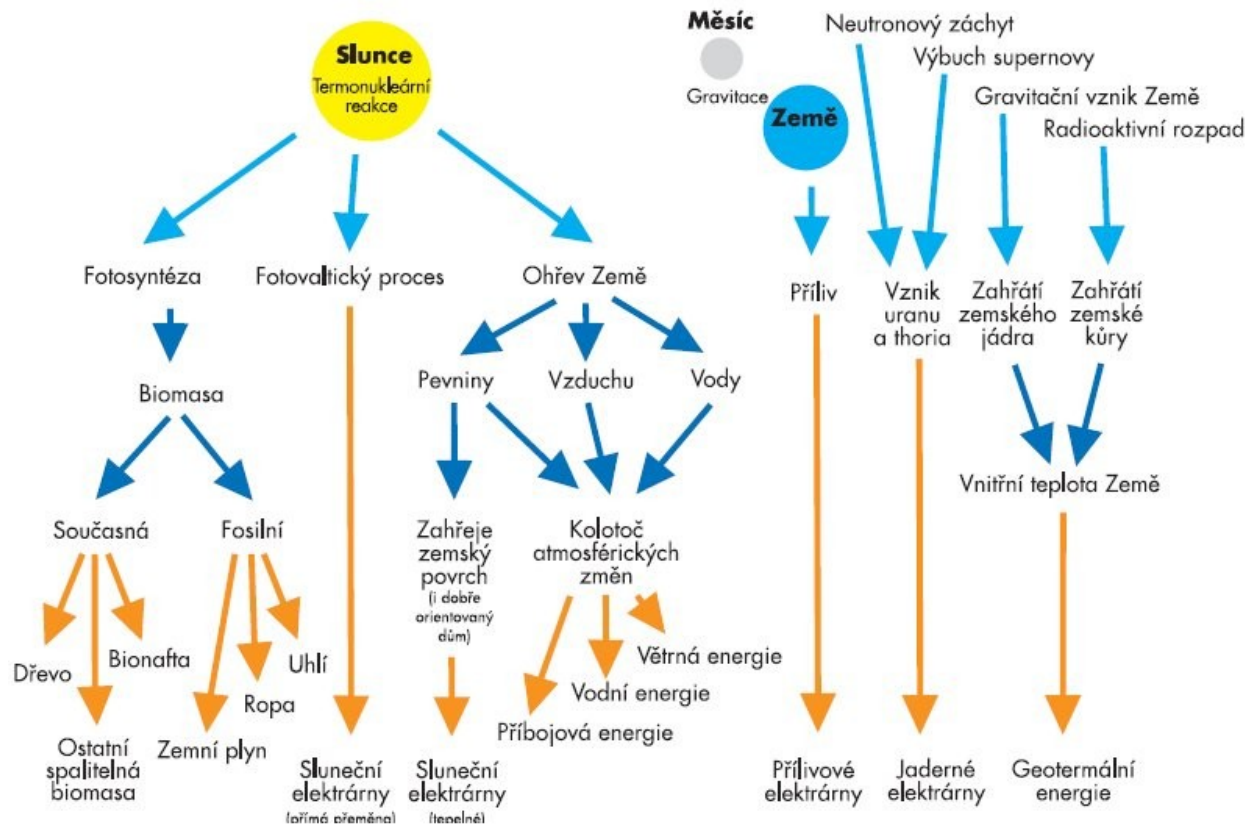 Slunce
Termonukleární
reakce
Měsíc
Gravitace
Země
Neutronový záchyt
Výbuch supernovy
Gravitační vznik Země
Radioaktivní rozpad
Fotosyntéza
Fotovaltický proces
Ohřev Země
Příliv
Vznik
uranu
a thoria
Zahřátí
zemského
jádra
Zahřátí
zemské
kůry
Biomasa
Pevniny
Vzduchu
Vody
Vnitřní teplota Země
Současná
Fosilní
Zahřeje
zemský
povrch
(i dobře
orientovaný
dům)
Kolotoč
atmosférických
změn
Dřevo
Bionafta
Ostatní
spalitelná
biomasa
Zemní plyn
Ropa
Uhlí
Větrná energie
Vodní energie
Příbojová energie
Sluneční
elektrárny
(přímá přeměna)
Sluneční
elektrárny
(tepelné)
Přílivové
elektrárny
Jaderné
elektrárny
Geotermální
energie